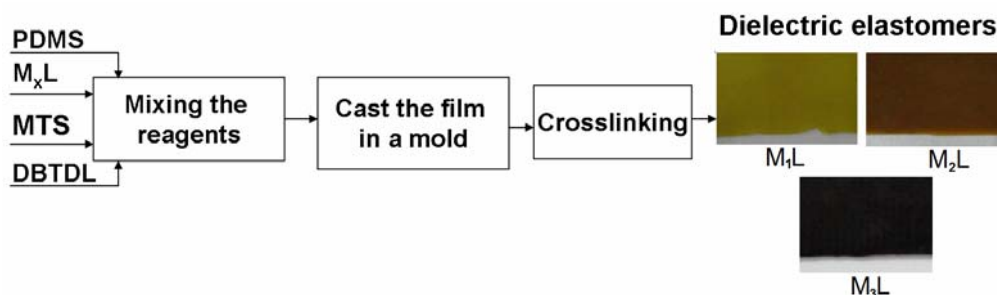 PDMS
MₓL
MTS
DBTDL
Mixing the
reagents
Cast the film
in a mold
Crosslinking
Dielectric elastomers
M₁L
M₂L
M₃L